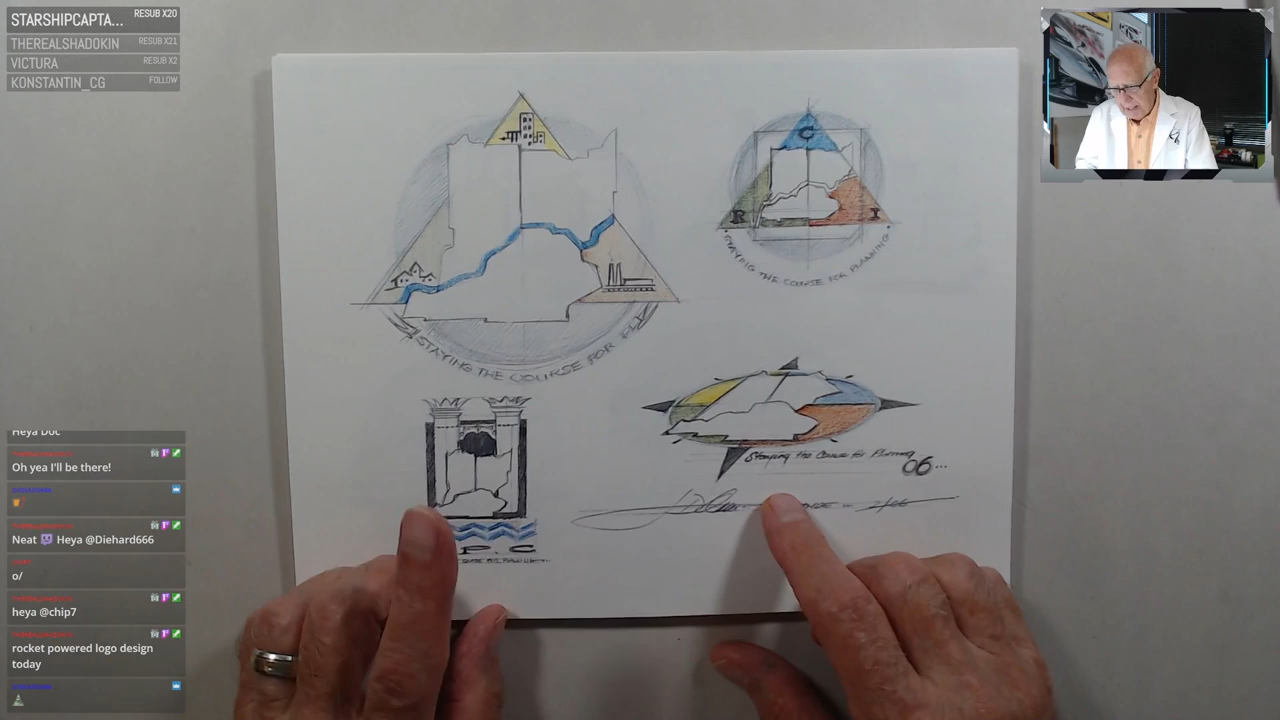 STARSHIPCAPTA... RESUB X20
THEREALSHADOKIN RESUB X21
VICTURA RESUB X2
KONSTANTIN_CG FOLLOW
C
R I
STAYING THE COURSE FOR PLANNING
STAYING THE COURSE FOR PL
Staying the Course for Planning
06...
P. C
Heya Doc
Oh yea I'll be there!
Neat Heya @Diehard666
o/
heya @chip7
rocket powered logo design
today